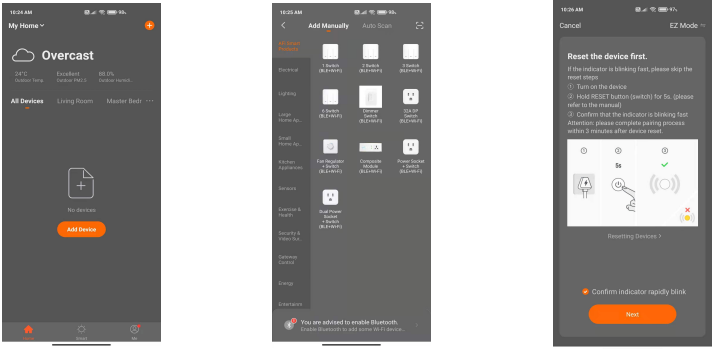 10:24 AM
98%
My Home
Overcast
24°C
Excellent
88.0%
Outdoor Temp
Outdoor PM2.5
Outdoor Humidi...
All Devices
Living Room
Master Bedr
No devices
Add Device
Smart
Me
10:25 AM
98%
Add Manually
Auto Scan
Electrical
Lighting
Large
Home Ap...
Small
Home Ap...
Kitchen
Appliances
Sensors
Exercise &
Health
Security &
Video Sur...
Gateway
Control
Energy
Entertainm
1 Switch
(BLE+WI-FI)
2 Switch
(BLE+WI-FI)
3 Switch
(BLE+WI-FI)
Dimmer
Switch
(BLE+WI-FI)
Switch
(BLE+WI-FI)
Fan Regulator
+ Switch
(BLE+WI-FI)
Composite
Module
(BLE+WI-FI)
Power Socket
+ Switch
(BLE+WI-FI)
Dual Power
Socket
+ Switch
(BLE+WI-FI)
You are advised to enable Bluetooth.
Enable Bluetooth to add some Wi-Fi device...
10:26 AM
97%
Cancel
EZ Mode
Reset the device first.
If the indicator is blinking fast, please skip the
reset steps
① Turn on the device
② Hold RESET button (switch) for 5s. (please
refer to the manual)
③ Confirm that the indicator is blinking fast
Attention: please complete pairing process
within 3 minutes after device reset.
①
②
③
5s
Resetting Devices >
Confirm indicator rapidly blink
Next